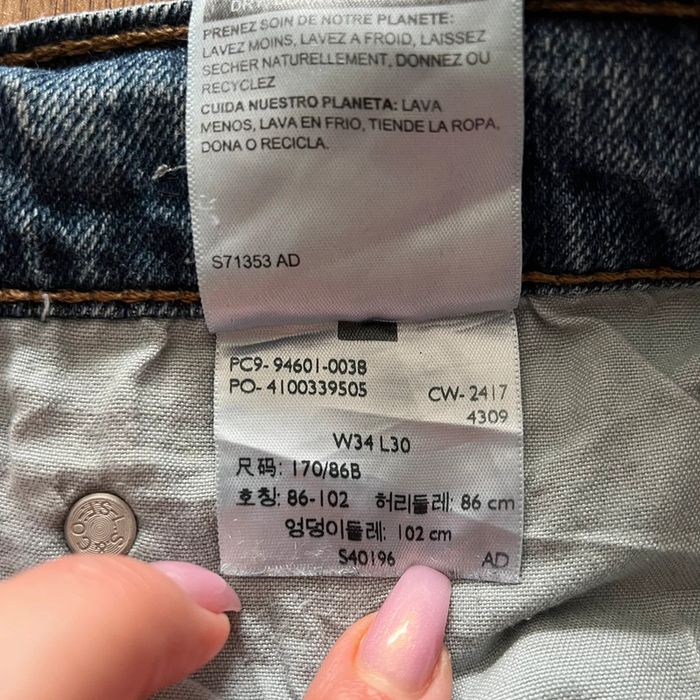 PRENEZ SOIN DE NOTRE PLANETE:
LAVEZ MOINS, LAVEZ A FROID, LAISSEZ
SECHER NATURELLEMENT, DONNEZ OU
RECYCLEZ
CUIDA NUESTRO PLANETA: LAVA
MENOS, LAVA EN FRIO, TIENDE LA ROPA,
DONA O RECICLA.
S71353 AD
PC9- 94601-0038
PO- 4100339505
CW- 2417
4309
W34 L30
尺码: 170/86B
호칭: 86-102 허리둘레: 86 cm
엉덩이둘레: 102 cm
S40196 AD